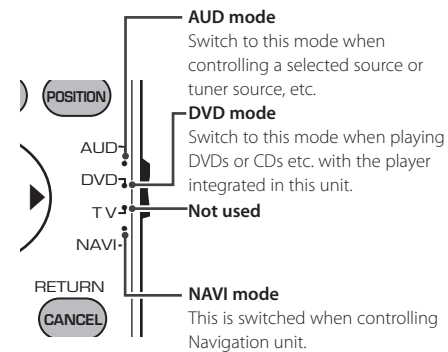 AUD mode
Switch to this mode when
controlling a selected source or
tuner source, etc.
DVD mode
Switch to this mode when playing
DVDs or CDs etc. with the player
integrated in this unit.
Not used
NAVI mode
This is switched when controlling
Navigation unit.
POSITION
AUD
DVD
TV
NAVI
RETURN
CANCEL